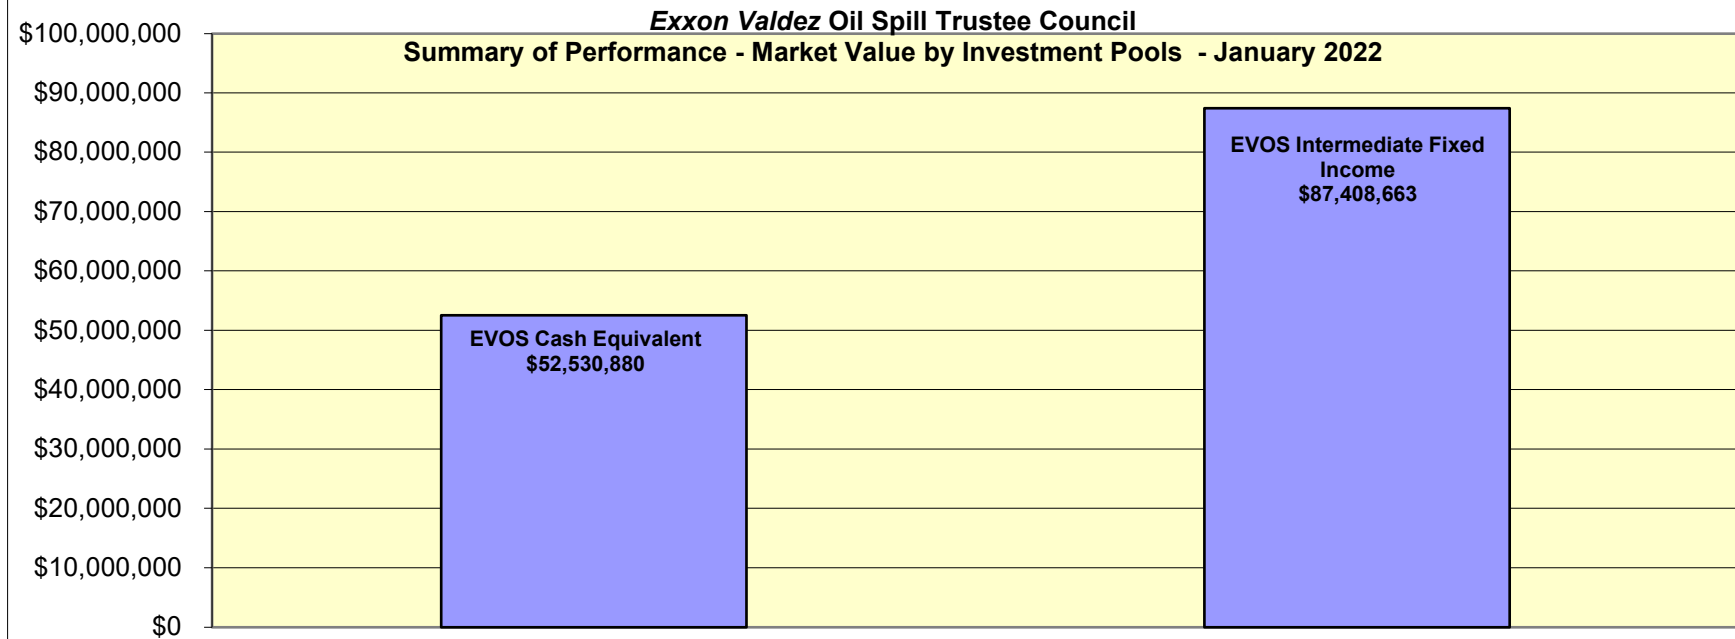 Exxon Valdez Oil Spill Trustee Council
Summary of Performance - Market Value by Investment Pools - January 2022
$100,000,000
$90,000,000
$80,000,000
$70,000,000
$60,000,000
$50,000,000
$40,000,000
$30,000,000
$20,000,000
$10,000,000
$0
EVOS Cash Equivalent
$52,530,880
EVOS Intermediate Fixed
Income
$87,408,663